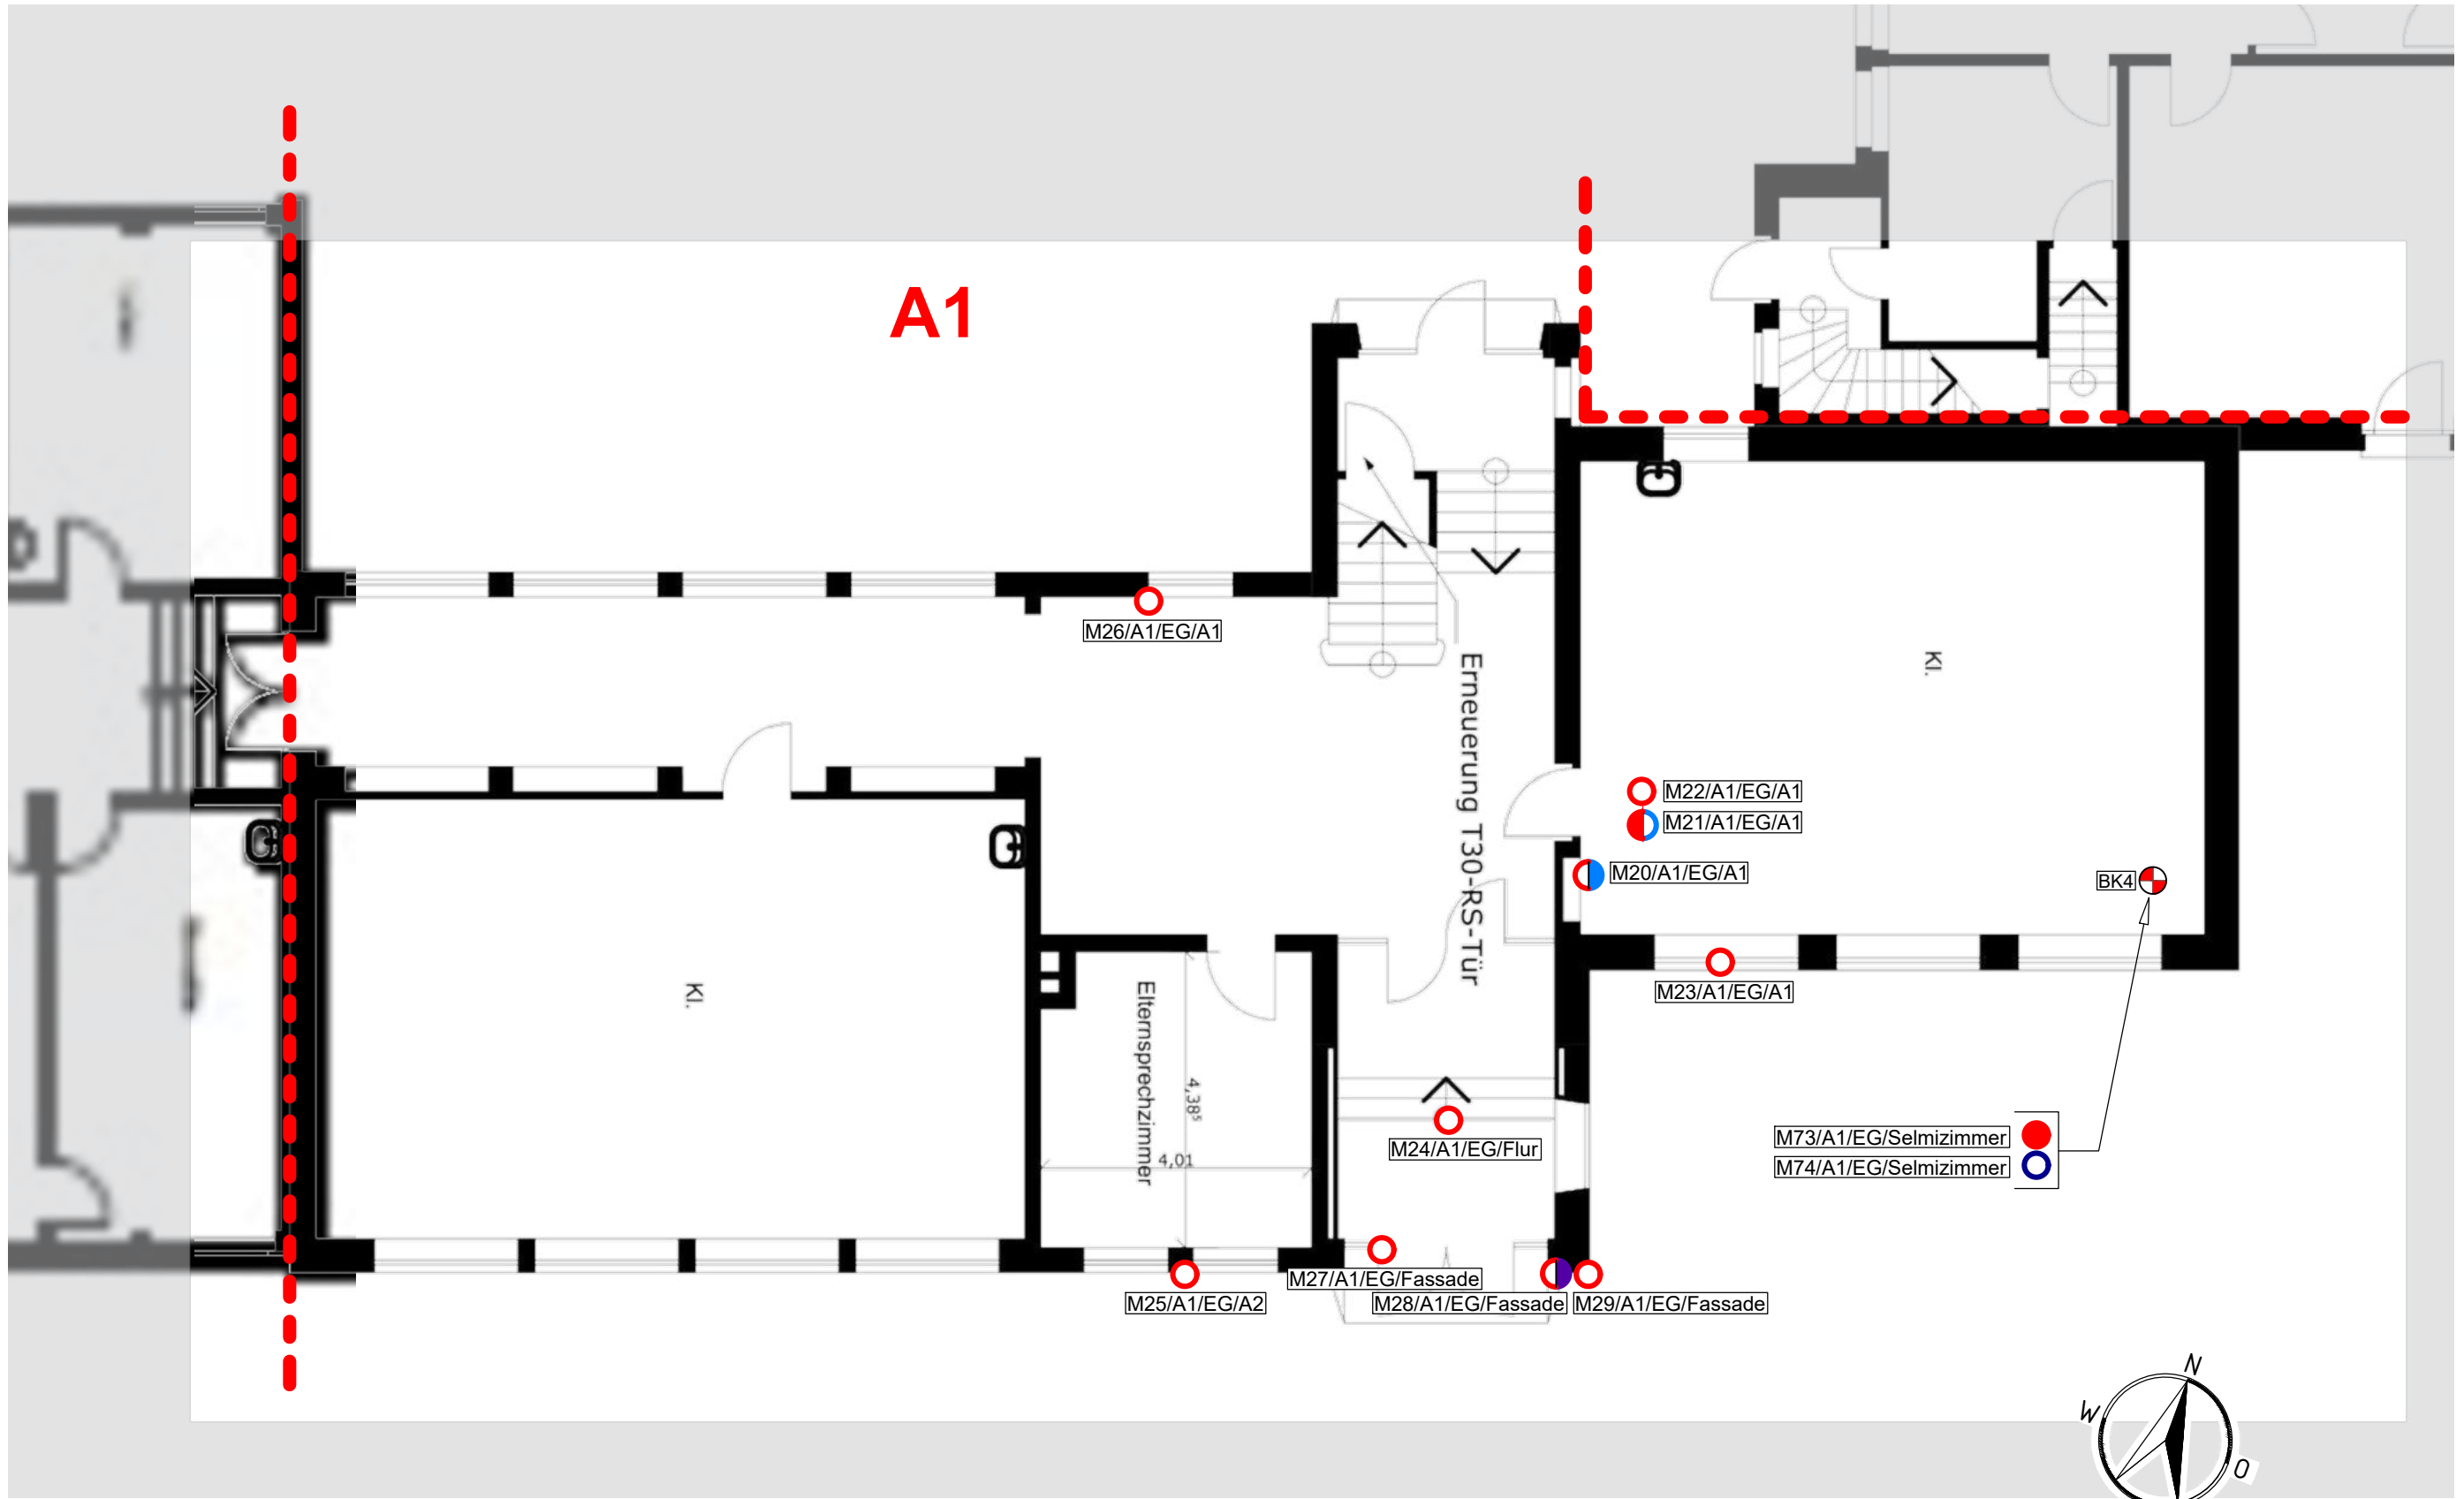 A1
M26/A1/EG/A1
Erneuerung T30-RS-Tür
Kl.
M22/A1/EG/A1
M21/A1/EG/A1
M20/A1/EG/A1
BK4
M23/A1/EG/A1
Kl.
Elternsprechzimmer
4,38⁵
4,01
M24/A1/EG/Flur
M73/A1/EG/Selmizimmer
M74/A1/EG/Selmizimmer
M27/A1/EG/Fassade
M25/A1/EG/A2
M28/A1/EG/Fassade
M29/A1/EG/Fassade
N
W
O